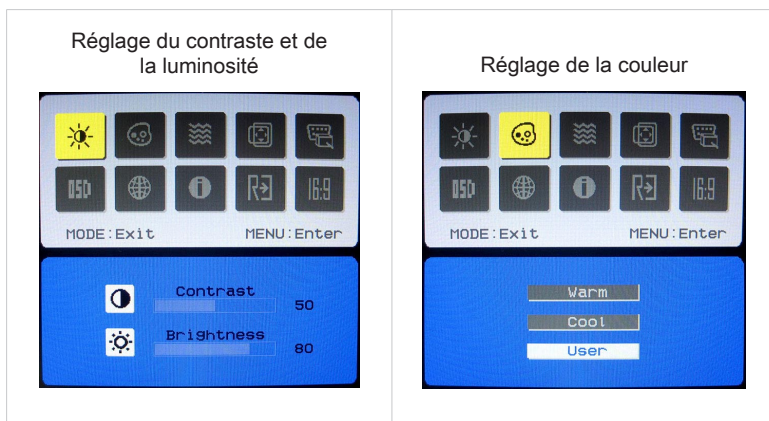 Réglage du contraste et de
la luminosité
OSD
16:9
MODE:Exit MENU:Enter
Contrast
50
Brightness
80
Réglage de la couleur
OSD
16:9
MODE:Exit MENU:Enter
Warm
Cool
User